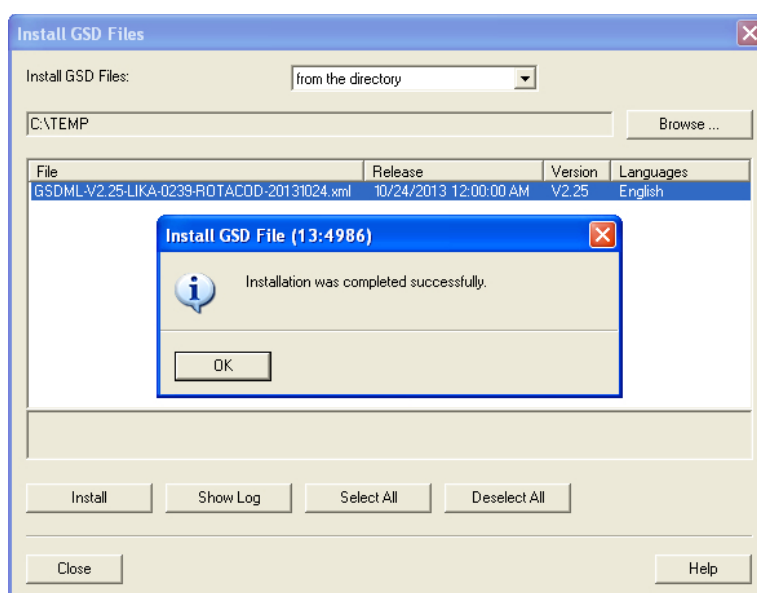 Install GSD Files
Install GSD Files: from the directory
C:\TEMP Browse ...
File Release Version Languages
GSDML-V2.25-LIKA-0239-ROTACOD-20131024.xml 10/24/2013 12:00:00 AM V2.25 English
Install GSD File (13:4986)
Installation was completed successfully.
OK
Install Show Log Select All Deselect All
Close Help